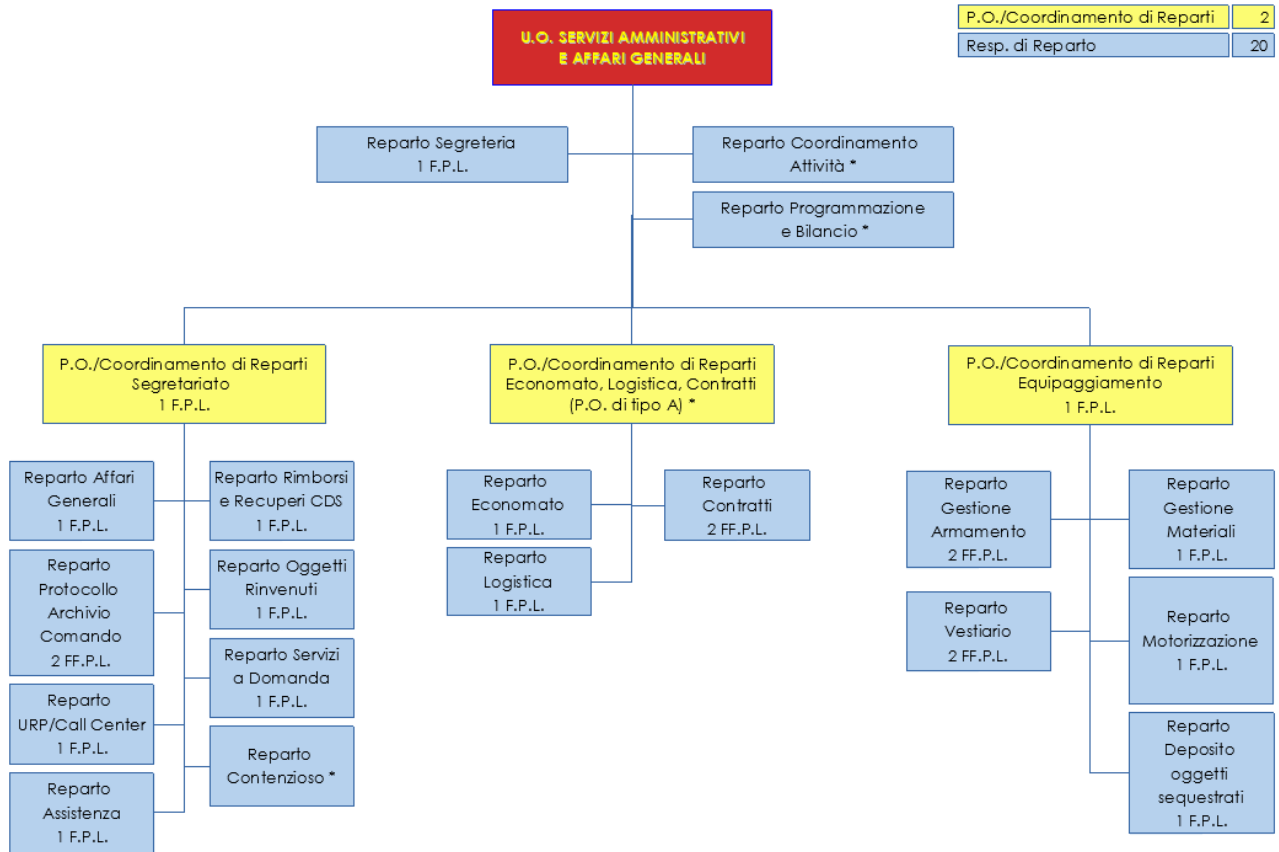 U.O. SERVIZI AMMINISTRATIVI
E AFFARI GENERALI
P.O./Coordinamento di Reparti 2
Resp. di Reparto 20
Reparto Segreteria
1 F.P.L.
Reparto Coordinamento
Attività *
Reparto Programmazione
e Bilancio *
P.O./Coordinamento di Reparti
Segretariato
1 F.P.L.
P.O./Coordinamento di Reparti
Economato, Logistica, Contratti
(P.O. di tipo A) *
P.O./Coordinamento di Reparti
Equipaggiamento
1 F.P.L.
Reparto Affari
Generali
1 F.P.L.
Reparto Rimborsi
e Recuperi CDS
1 F.P.L.
Reparto
Protocollo
Archivio
Comando
2 FF.P.L.
Reparto Oggetti
Rinvenuti
1 F.P.L.
Reparto Servizi
a Domanda
1 F.P.L.
Reparto
URP/Call Center
1 F.P.L.
Reparto
Contenzioso *
Reparto
Assistenza
1 F.P.L.
Reparto
Economato
1 F.P.L.
Reparto
Contratti
2 FF.P.L.
Reparto
Logistica
1 F.P.L.
Reparto
Gestione
Armamento
2 FF.P.L.
Reparto
Gestione
Materiali
1 F.P.L.
Reparto
Vestiario
2 FF.P.L.
Reparto
Motorizzazione
1 F.P.L.
Reparto
Deposito
oggetti
sequestrati
1 F.P.L.